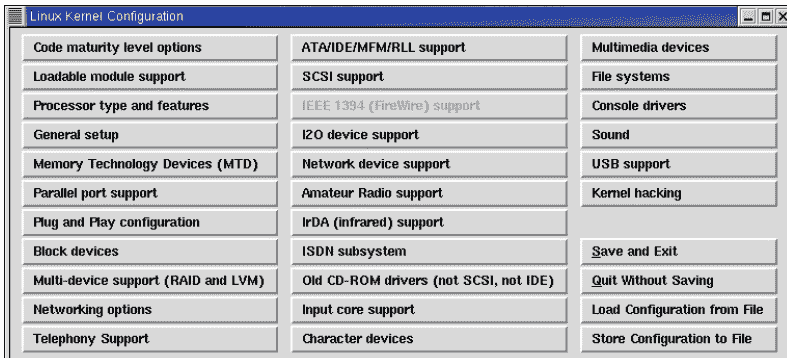 Linux Kernel Configuration
Code maturity level options
Loadable module support
Processor type and features
General setup
Memory Technology Devices (MTD)
Parallel port support
Plug and Play configuration
Block devices
Multi-device support (RAID and LVM)
Networking options
Telephony Support
ATA/IDE/MFM/RLL support
SCSI support
IEEE 1394 (FireWire) support
I2O device support
Network device support
Amateur Radio support
IrDA (infrared) support
ISDN subsystem
Old CD-ROM drivers (not SCSI, not IDE)
Input core support
Character devices
Multimedia devices
File systems
Console drivers
Sound
USB support
Kernel hacking
Save and Exit
Quit Without Saving
Load Configuration from File
Store Configuration to File